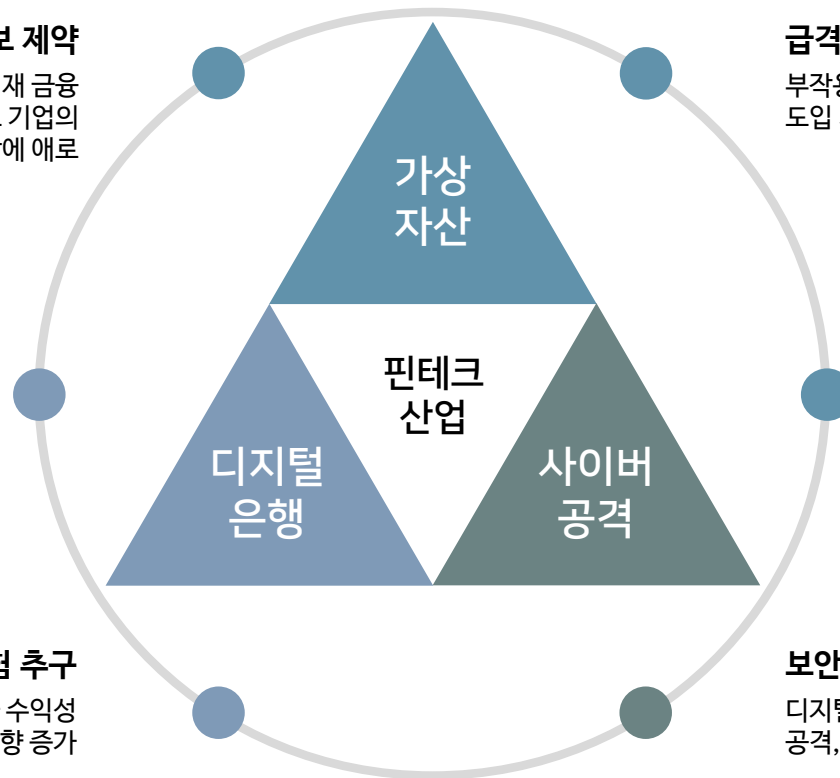 제약
재 금융
기업의
에 애로
급격
부작용
도입
가상
자산
핀테크
산업
디지털
은행
사이버
공격
추구
수익성
향 증가
보안
디지털
공격,